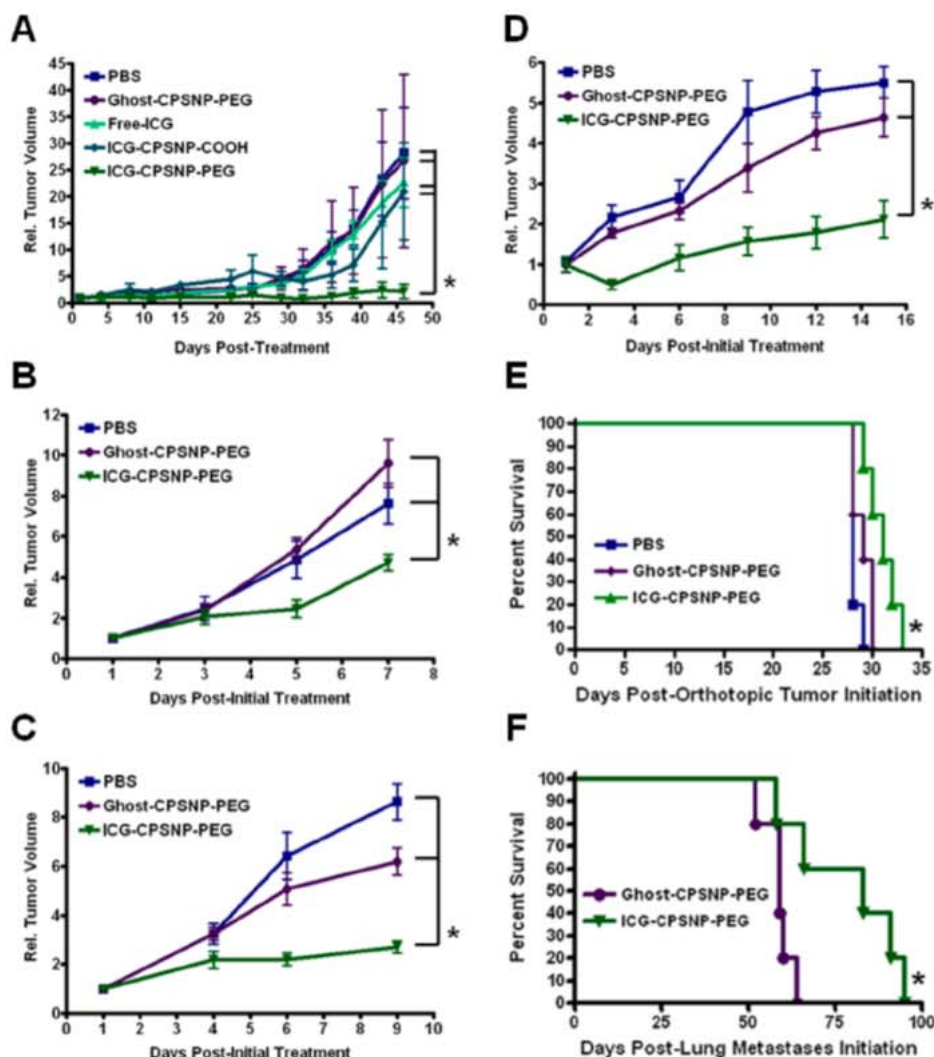 A
45
40
35
30
25
20
15
10
5
0
Rel. Tumor Volume
PBS
Ghost-CPSNP-PEG
Free-ICG
ICG-CPSNP-COOH
ICG-CPSNP-PEG
*
0 5 10 15 20 25 30 35 40 45 50
Days Post-Treatment
B
12
10
8
6
4
2
0
Rel. Tumor Volume
PBS
Ghost-CPSNP-PEG
ICG-CPSNP-PEG
*
0 1 2 3 4 5 6 7 8
Days Post-Initial Treatment
C
10
8
6
4
2
0
Rel. Tumor Volume
PBS
Ghost-CPSNP-PEG
ICG-CPSNP-PEG
*
0 1 2 3 4 5 6 7 8 9 10
Days Post-Initial Treatment
D
6
5
4
3
2
1
0
Rel. Tumor Volume
PBS
Ghost-CPSNP-PEG
ICG-CPSNP-PEG
*
0 2 4 6 8 10 12 14 16
Days Post-Initial Treatment
E
100
90
80
70
60
50
40
30
20
10
0
Percent Survival
PBS
Ghost-CPSNP-PEG
ICG-CPSNP-PEG
*
0 5 10 15 20 25 30 35
Days Post-Orthotopic Tumor Initiation
F
100
90
80
70
60
50
40
30
20
10
0
Percent Survival
Ghost-CPSNP-PEG
ICG-CPSNP-PEG
*
0 25 50 75 100
Days Post-Lung Metastases Initiation